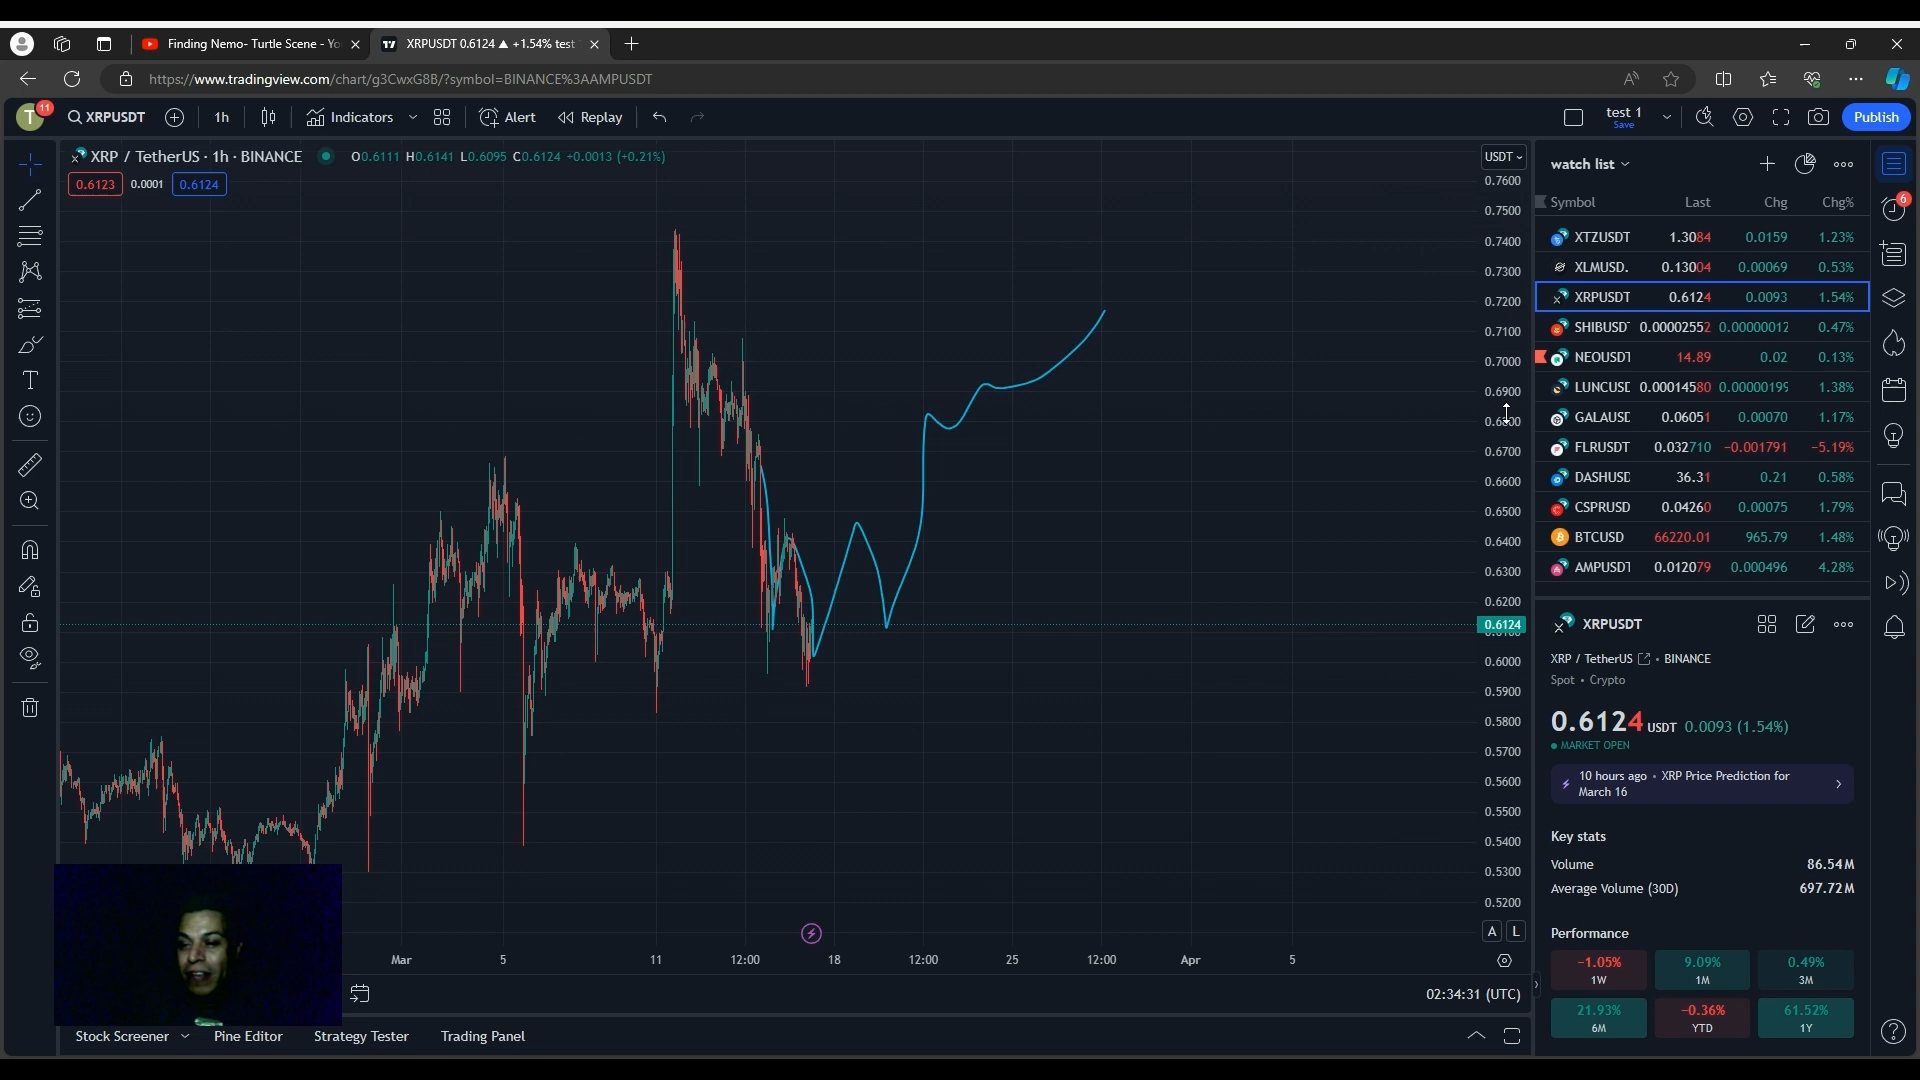 Finding Nemo- Turtle Scene - Yo
XRPUSDT 0.6124 ▲ +1.54% test
https://www.tradingview.com/chart/g3CwxG8B/?symbol=BINANCE%3AAMPUSDT
T 11 XRPUSDT 1h Indicators Alert Replay test 1 Save Publish
XRP / TetherUS · 1h · BINANCE O0.6111 H0.6141 L0.6095 C0.6124 +0.0013 (+0.21%)
0.6123 0.0001 0.6124
USDT
0.7600
0.7500
0.7400
0.7300
0.7200
0.7100
0.7000
0.6900
0.6800
0.6700
0.6600
0.6500
0.6400
0.6300
0.6200
0.6124
0.6000
0.5900
0.5800
0.5700
0.5600
0.5500
0.5400
0.5300
0.5200
A L
Mar 5 11 12:00 18 12:00 25 12:00 Apr 5
02:34:31 (UTC)
Stock Screener Pine Editor Strategy Tester Trading Panel
watch list
Symbol Last Chg Chg%
XTZUSDT 1.3084 0.0159 1.23%
XLMUSD. 0.13004 0.00069 0.53%
XRPUSDT 0.6124 0.0093 1.54%
SHIBUSD 0.00002552 0.00000012 0.47%
NEOUSDT 14.89 0.02 0.13%
LUNCUSD 0.00014580 0.00000199 1.38%
GALAUSD 0.06051 0.00070 1.17%
FLRUSDT 0.032710 −0.001791 −5.19%
DASHUSD 36.31 0.21 0.58%
CSPRUSD 0.04260 0.00075 1.79%
BTCUSD 66220.01 965.79 1.48%
AMPUSDT 0.012079 0.000496 4.28%
6
XRPUSDT
XRP / TetherUS • BINANCE
Spot • Crypto
0.6124 USDT 0.0093 (1.54%)
MARKET OPEN
10 hours ago • XRP Price Prediction for
March 16
Key stats
Volume 86.54M
Average Volume (30D) 697.72M
Performance
−1.05% 9.09% 0.49%
1W 1M 3M
21.93% −0.36% 61.52%
6M YTD 1Y